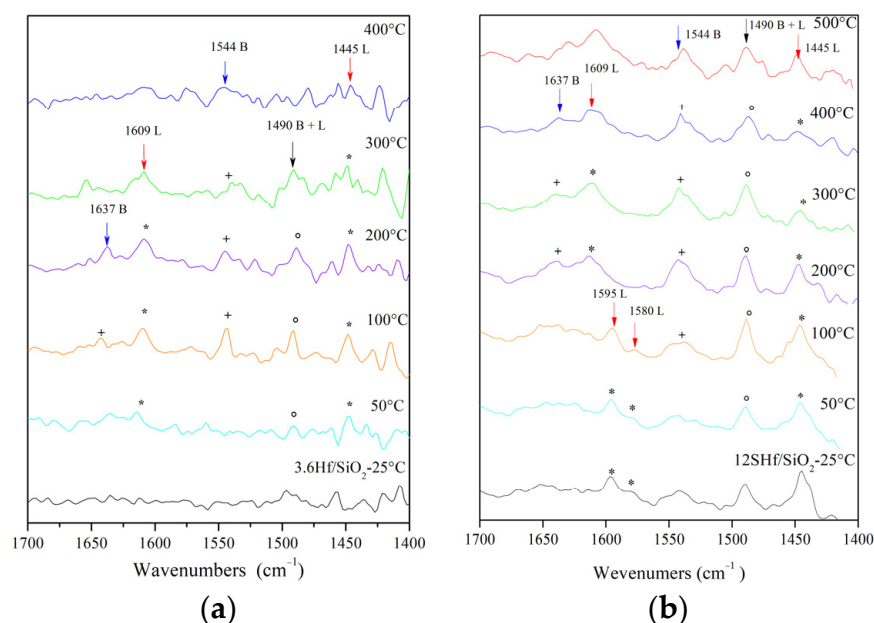 400°C
1544 B
1445 L
300°C
1609 L
1490 B + L
*
+
200°C
1637 B
*
+
o
*
100°C
+
*
+
o
*
50°C
*
o
*
3.6Hf/SiO2-25°C
1700 1650 1600 1550 1500 1450 1400
Wavenumbers (cm⁻¹)
(a)
500°C
1490 B + L
1544 B
1445 L
1637 B
1609 L
400°C
+
o
*
300°C
+
*
+
o
*
200°C
+
*
+
o
*
1595 L
1580 L
100°C
+
o
*
50°C
*
*
o
*
12SHf/SiO2-25°C
*
*
*
1700 1650 1600 1550 1500 1450 1400
Wevenumers (cm⁻¹)
(b)